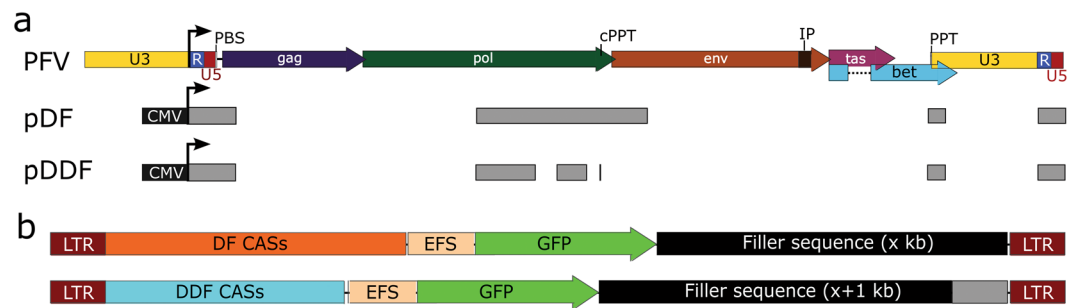 a
PBS cPPT IP PPT
PFV U3 R U5 gag pol env tas bet U3 R U5
pDF CMV
pDDF CMV
b
LTR DF CASs EFS GFP Filler sequence (x kb) LTR
LTR DDF CASs EFS GFP Filler sequence (x+1 kb) LTR